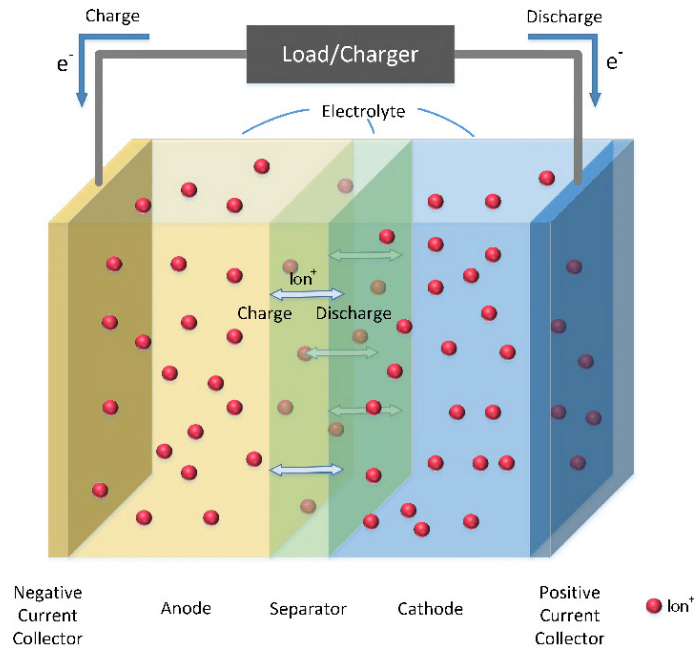 Charge
Discharge
e-
Load/Charger
e-
Electrolyte
Ion+
Charge
Discharge
Negative
Current
Collector
Anode
Separator
Cathode
Positive
Current
Collector
Ion+